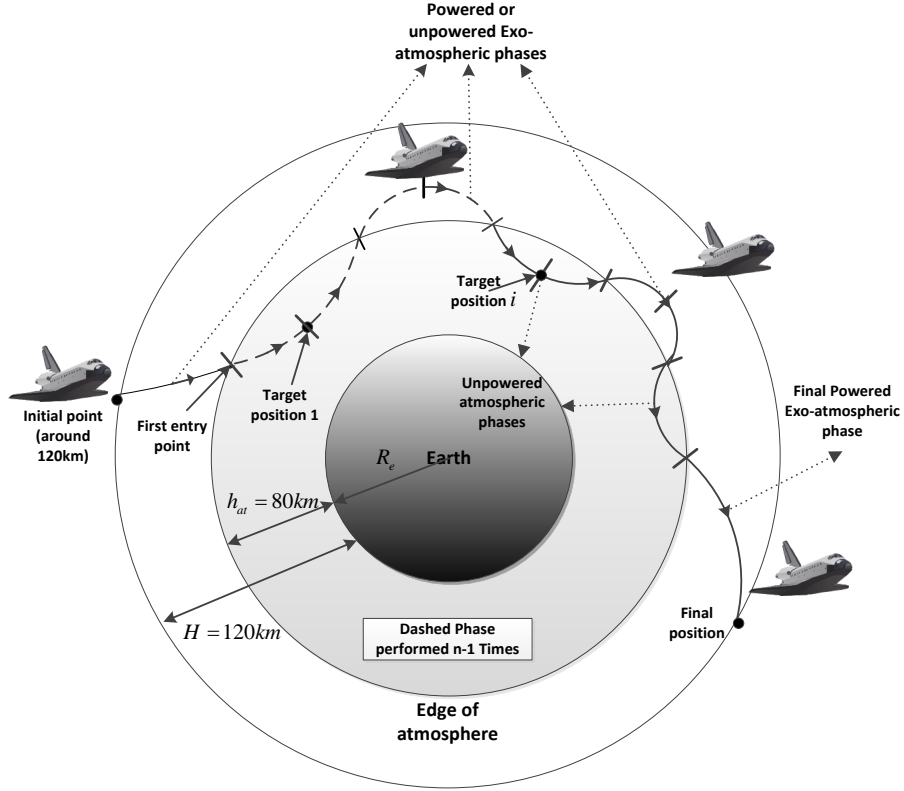 Powered or
unpowered Exo-
atmospheric phases
Target
position i
Initial point
(around
120km)
First entry
point
Target
position 1
Unpowered
atmospheric
phases
Final Powered
Exo-atmospheric
phase
Earth
R_e
h_at = 80km
H = 120km
Final
position
Dashed Phase
performed n-1 Times
Edge of
atmosphere